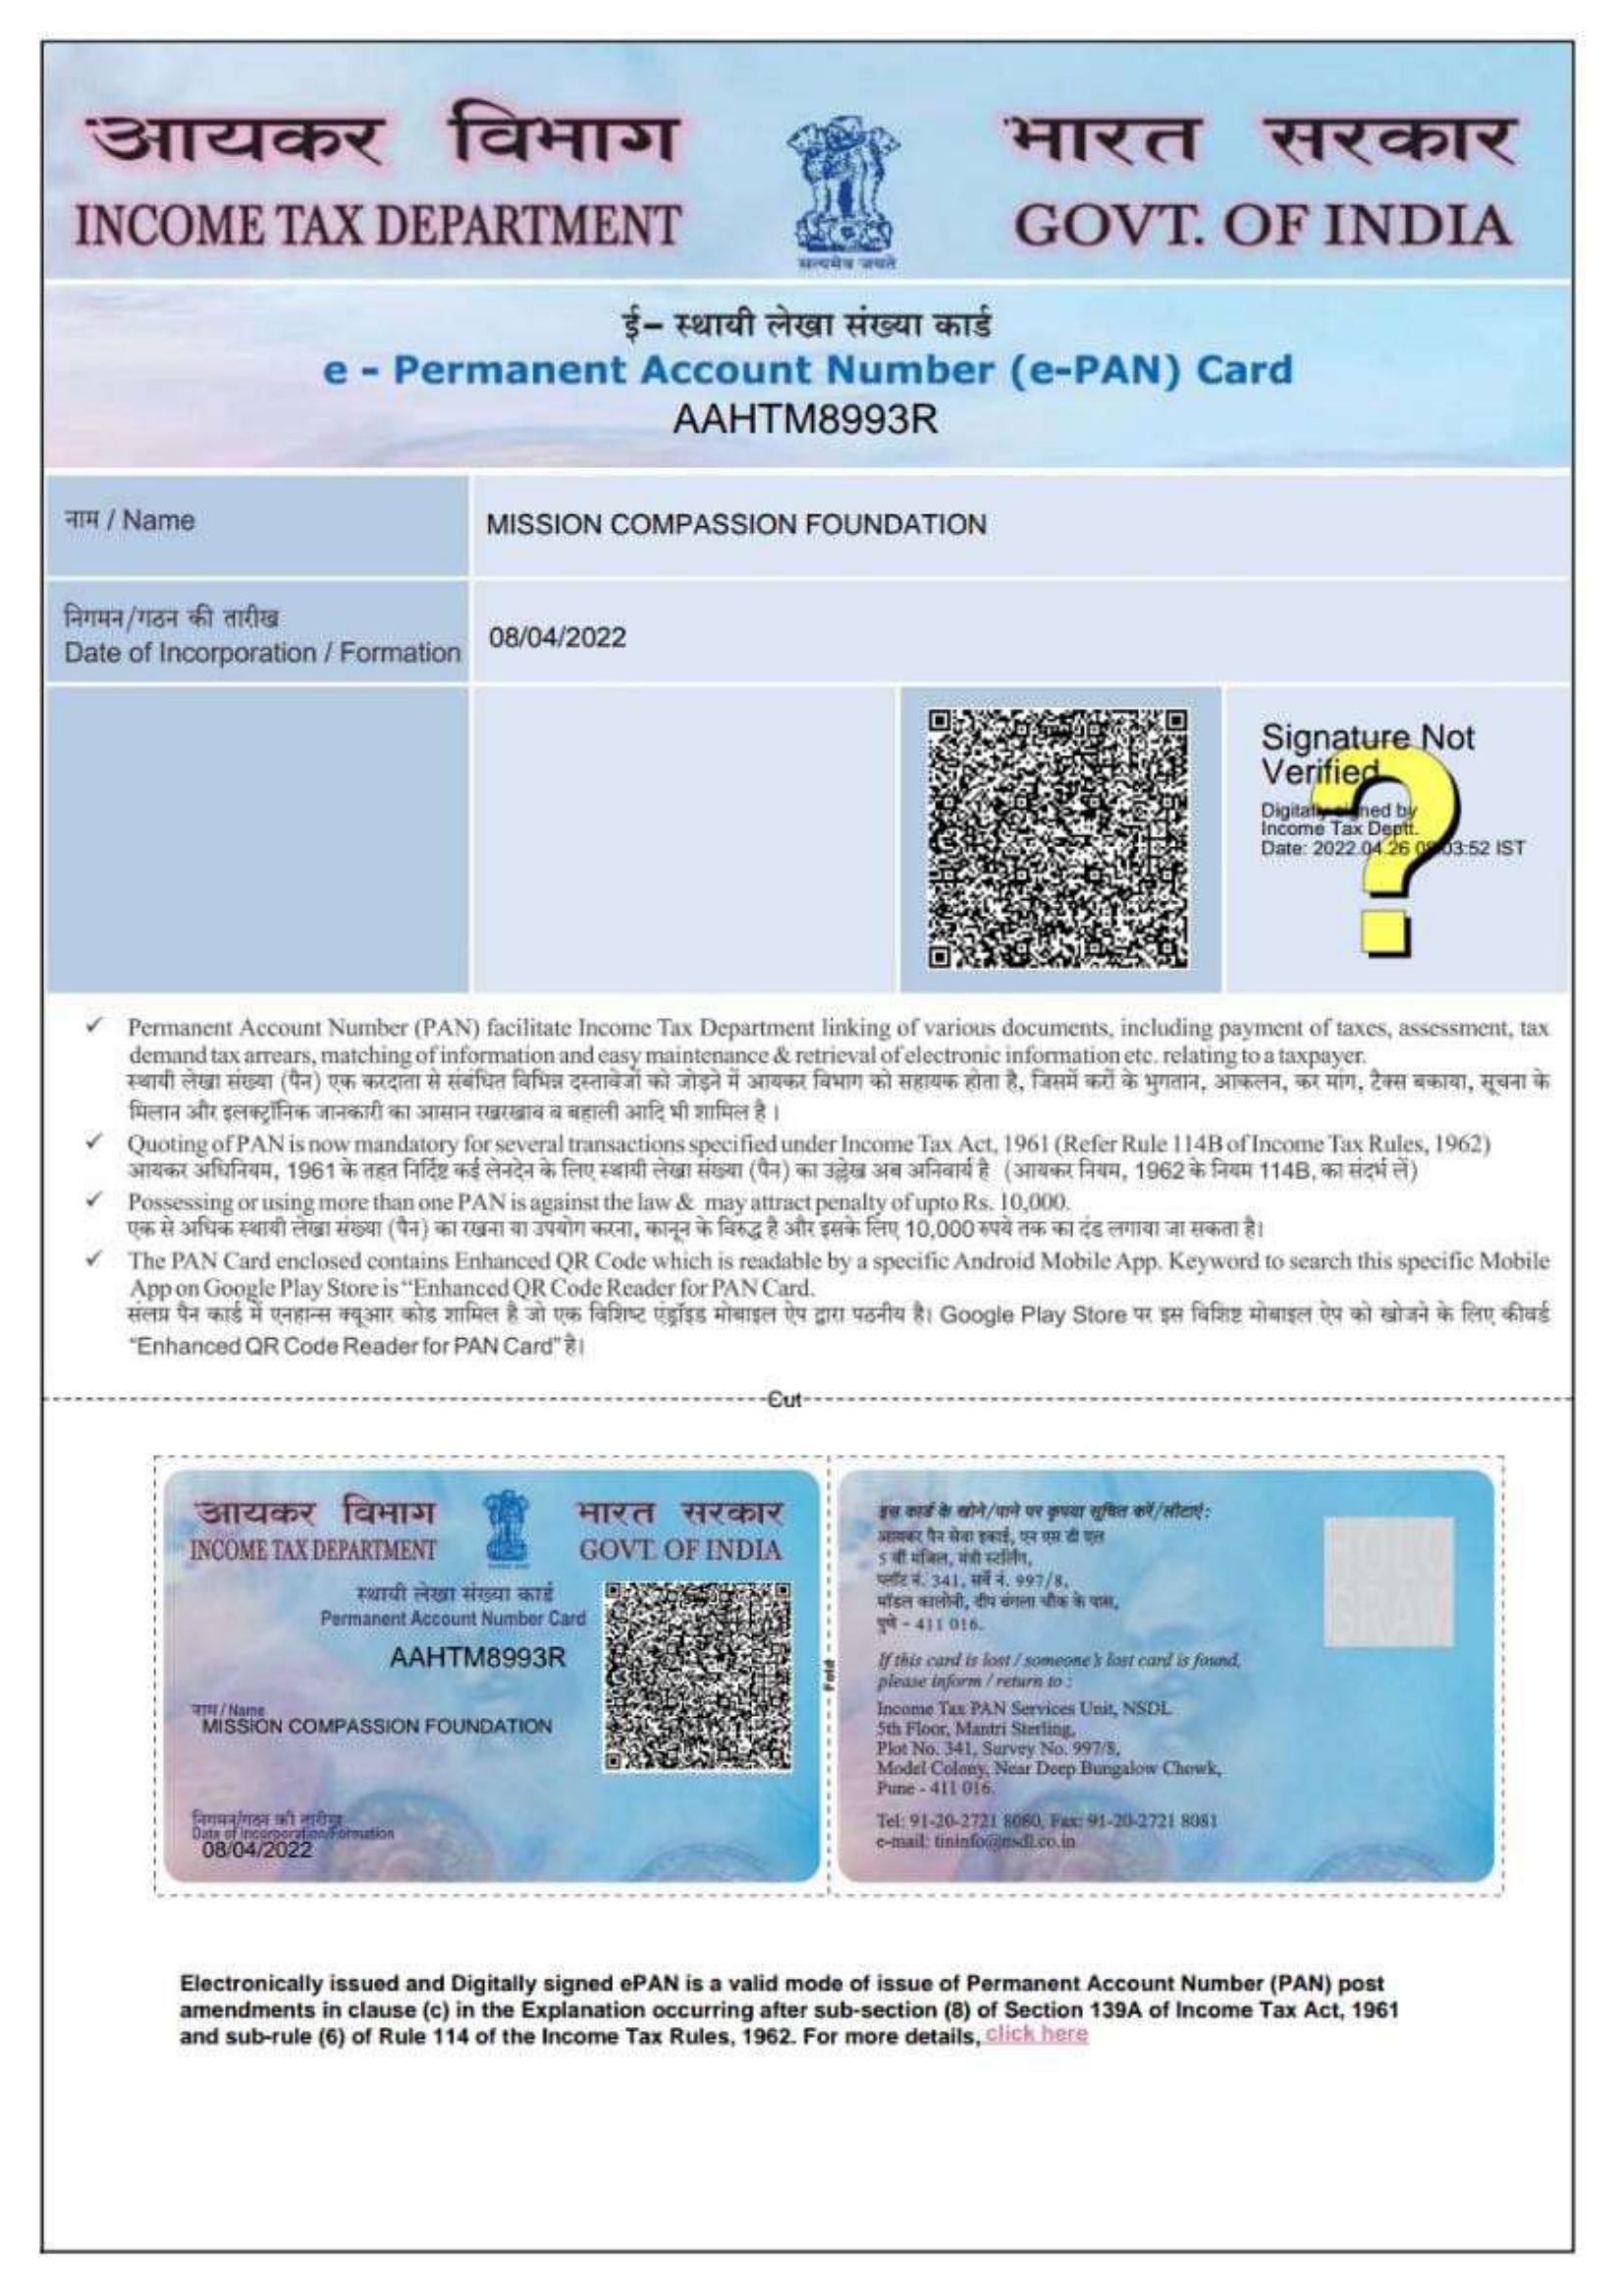 आयकर विभाग
INCOME TAX DEPARTMENT
सत्यमेव जयते
भारत सरकार
GOVT. OF INDIA
ई- स्थायी लेखा संख्या कार्ड
e - Permanent Account Number (e-PAN) Card
AAHTM8993R
नाम / Name
MISSION COMPASSION FOUNDATION
निगमन/गठन की तारीख
Date of Incorporation / Formation
08/04/2022
Signature Not
Verified
Digitally signed by
Income Tax Deptt.
Date: 2022.04.26 03:52 IST
✓ Permanent Account Number (PAN) facilitate Income Tax Department linking of various documents, including payment of taxes, assessment, tax
demand tax arrears, matching of information and easy maintenance & retrieval of electronic information etc. relating to a taxpayer.
स्थायी लेखा संख्या (पैन) एक करदाता से संबंधित विभिन्न दस्तावेजों को जोड़ने में आयकर विभाग को सहायक होता है, जिसमें करों के भुगतान, आकलन, कर मांग, टैक्स बकाया, सूचना के
मिलान और इलक्ट्रॉनिक जानकारी का आसान रखरखाव व बहाली आदि भी शामिल है ।
✓ Quoting of PAN is now mandatory for several transactions specified under Income Tax Act, 1961 (Refer Rule 114B of Income Tax Rules, 1962)
आयकर अधिनियम, 1961 के तहत निर्दिष्ट कई लेनदेन के लिए स्थायी लेखा संख्या (पैन) का उल्लेख अब अनिवार्य है (आयकर नियम, 1962 के नियम 114B, का संदर्भ लें)
✓ Possessing or using more than one PAN is against the law & may attract penalty of upto Rs. 10,000.
एक से अधिक स्थायी लेखा संख्या (पैन) का रखना या उपयोग करना, कानून के विरुद्ध है और इसके लिए 10,000 रुपये तक का दंड लगाया जा सकता है।
✓ The PAN Card enclosed contains Enhanced QR Code which is readable by a specific Android Mobile App. Keyword to search this specific Mobile
App on Google Play Store is "Enhanced QR Code Reader for PAN Card.
संलग्न पैन कार्ड में एनहान्स क्यूआर कोड शामिल है जो एक विशिष्ट एंड्रॉइड मोबाइल ऐप द्वारा पठनीय है। Google Play Store पर इस विशिष्ट मोबाइल ऐप को खोजने के लिए कीवर्ड
"Enhanced QR Code Reader for PAN Card" है।
Cut
आयकर विभाग
INCOME TAX DEPARTMENT
भारत सरकार
GOVT. OF INDIA
स्थायी लेखा संख्या कार्ड
Permanent Account Number Card
AAHTM8993R
नाम / Name
MISSION COMPASSION FOUNDATION
निगमन/गठन की तारीख
Date of Incorporation/Formation
08/04/2022
Fold
इस कार्ड के खोने/पाने पर कृपया सूचित करें/लौटाएं:
आयकर पैन सेवा इकाई, एन एस डी एल
5 वी मंजिल, मंत्री स्टर्लिंग,
प्लॉट नं. 341, सर्वे नं. 997/8,
मॉडल कालोनी, दीप बंगला चौक के पास,
पुणे - 411 016.
If this card is lost / someone's lost card is found,
please inform / return to :
Income Tax PAN Services Unit, NSDL
5th Floor, Mantri Sterling,
Plot No. 341, Survey No. 997/8,
Model Colony, Near Deep Bungalow Chowk,
Pune - 411 016.
Tel: 91-20-2721 8080, Fax: 91-20-2721 8081
e-mail: tininfo@nsdl.co.in
Electronically issued and Digitally signed ePAN is a valid mode of issue of Permanent Account Number (PAN) post
amendments in clause (c) in the Explanation occurring after sub-section (8) of Section 139A of Income Tax Act, 1961
and sub-rule (6) of Rule 114 of the Income Tax Rules, 1962. For more details, click here